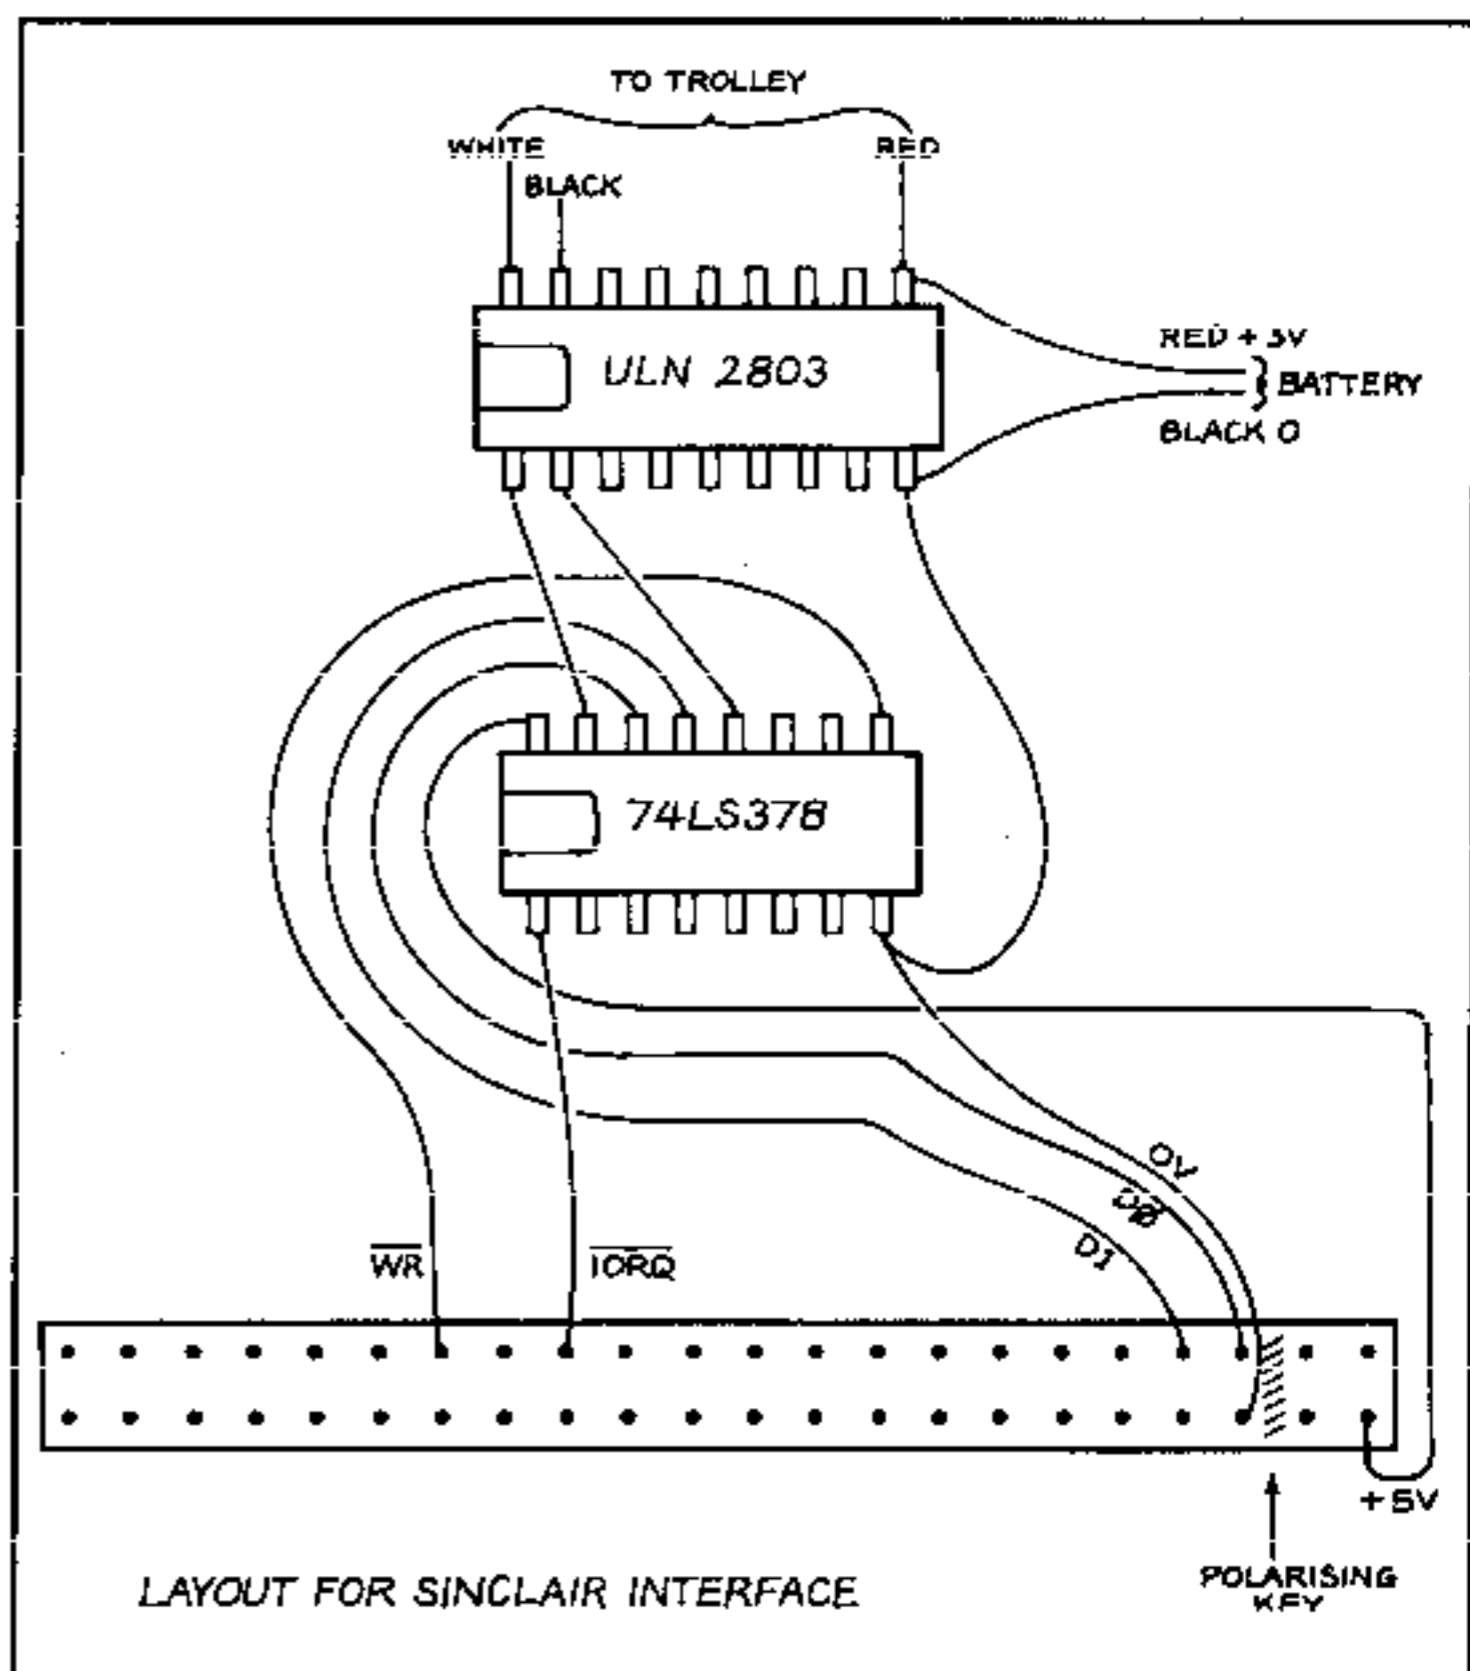 TO TROLLEY
WHITE
RED
BLACK
ULN 2803
RED + 5V
BATTERY
BLACK 0
74LS378
0V
D0
D1
WR
IORQ
+5V
POLARISING
KEY
LAYOUT FOR SINCLAIR INTERFACE